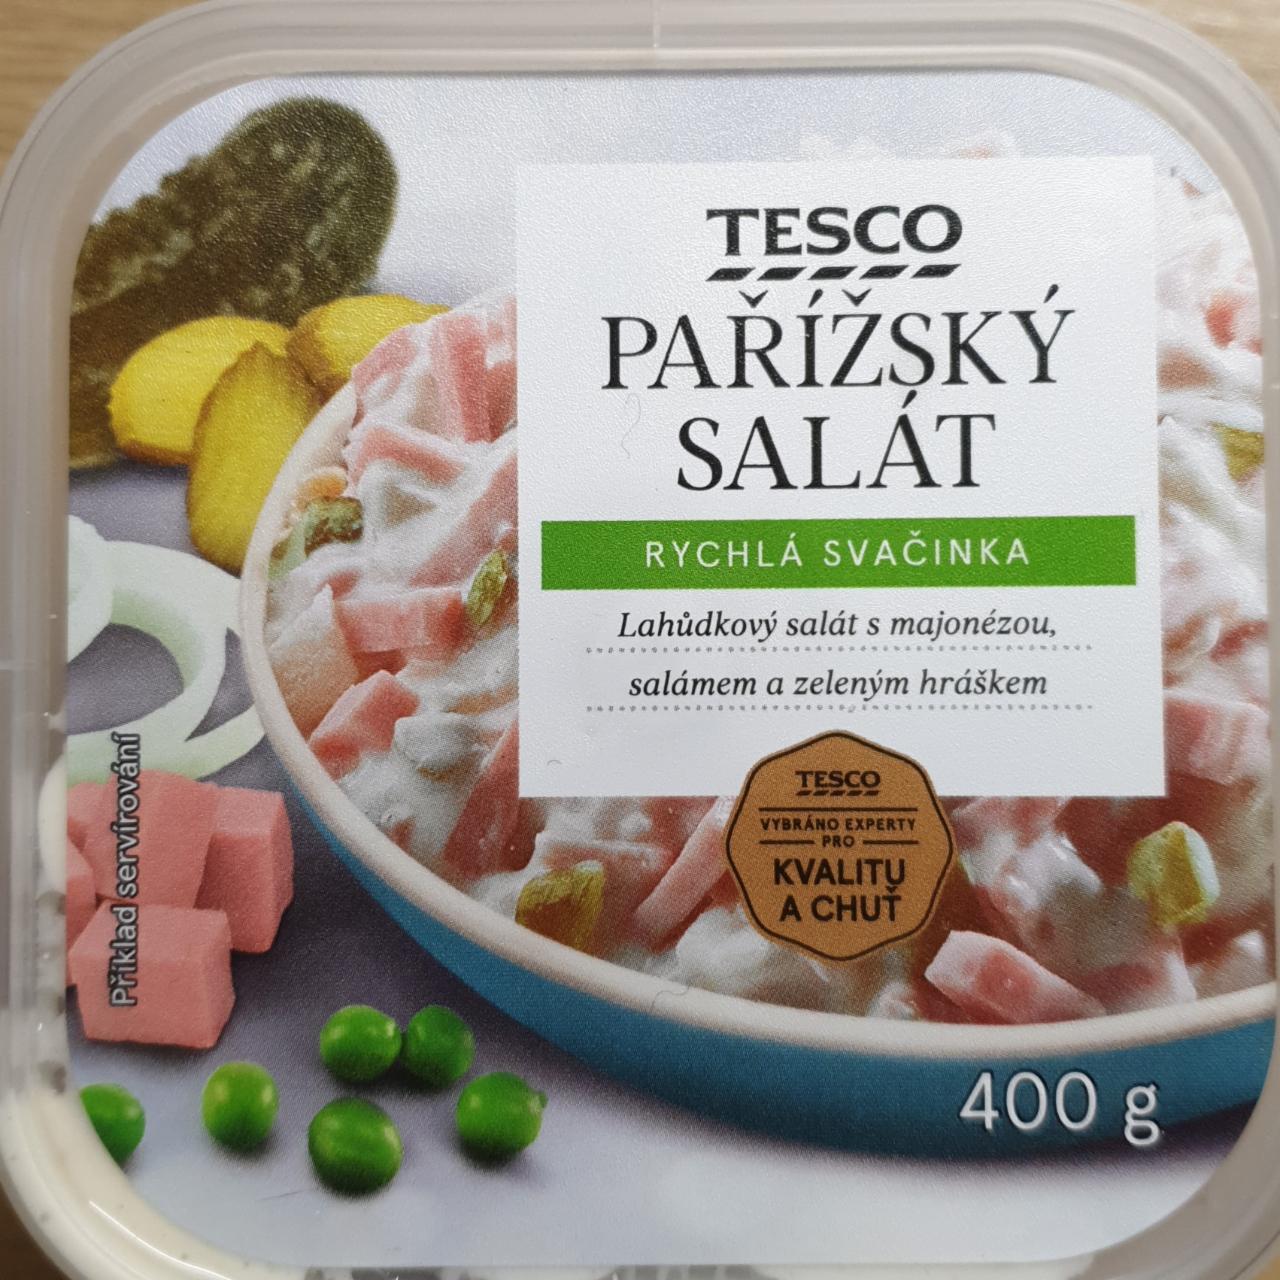 TESCO
PAŘÍŽSKÝ
SALÁT
RYCHLÁ SVAČINKA
Lahůdkový salát s majonézou,
salámem a zeleným hráškem
TESCO
VYBRÁNO EXPERTY
PRO
KVALITU
A CHUŤ
Příklad servírování
400 g